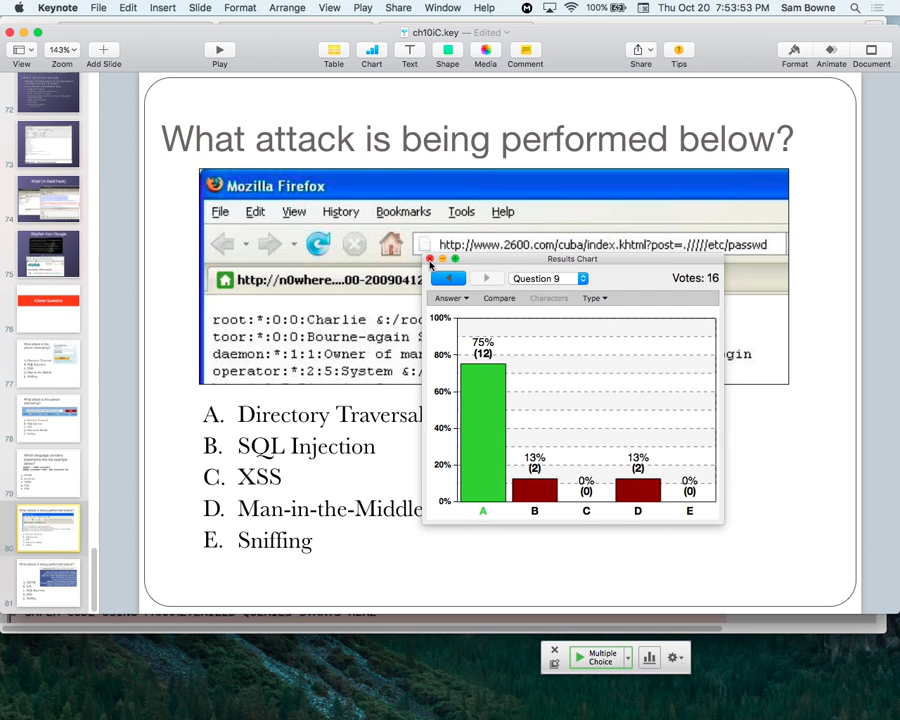 Keynote File Edit Insert Slide Format Arrange View Play Share Window Help 100% Thu Oct 20 7:53:53 PM Sam Bowne
ch10iC.key — Edited
143%
View Zoom Add Slide Play Table Chart Text Shape Media Comment Share Tips Format Animate Document
72
73
74
75
76
77
78
79
80
81
What attack is being performed below?
Mozilla Firefox
File Edit View History Bookmarks Tools Help
http://www.2600.com/cuba/index.khtml?post=.//////etc/passwd
http://n0where....00-20090412
root:*:0:0:Charlie &:/ro
toor:*:0:0:Bourne-again S
daemon:*:1:1:Owner of ma
gin
operator:*:2:5:System &:/
A. Directory Traversal
B. SQL Injection
C. XSS
D. Man-in-the-Middle
E. Sniffing
Results Chart
Question 9
Votes: 16
Answer Compare Characters Type
100%
80%
60%
40%
20%
0%
75%
(12)
13%
(2)
0%
(0)
13%
(2)
0%
(0)
A B C D E
Multiple
Choice